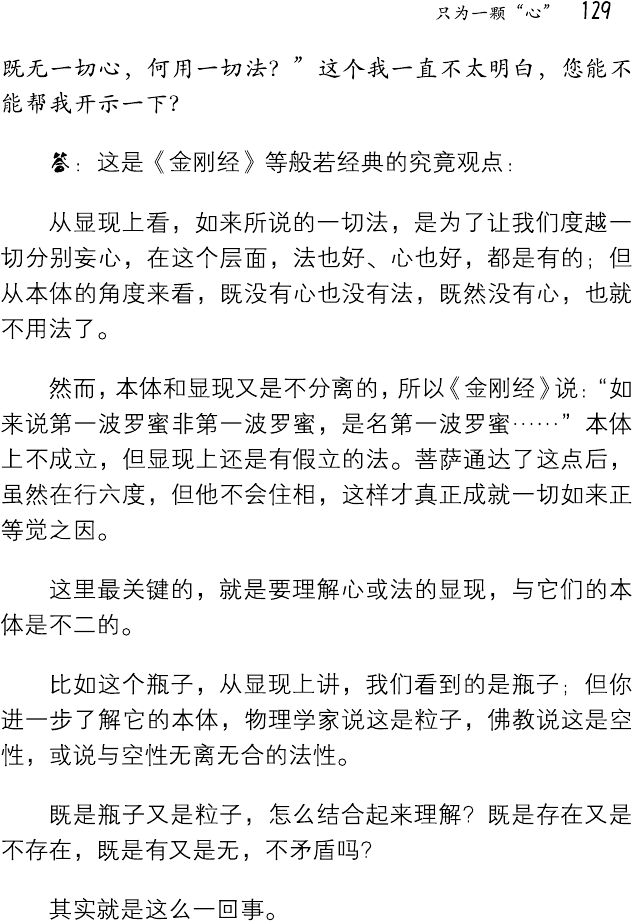 只为一颗“心” 129
既无一切心，何用一切法？”这个我一直不太明白，您能不
能帮我开示一下？
答：这是《金刚经》等般若经典的究竟观点：
从显现上看，如来所说的一切法，是为了让我们度越一
切分别妄心，在这个层面，法也好、心也好，都是有的；但
从本体的角度来看，既没有心也没有法，既然没有心，也就
不用法了。
然而，本体和显现又是不分离的，所以《金刚经》说：“如
来说第一波罗蜜非第一波罗蜜，是名第一波罗蜜……”本体
上不成立，但显现上还是有假立的法。菩萨通达了这点后，
虽然在行六度，但他不会住相，这样才真正成就一切如来正
等觉之因。
这里最关键的，就是要理解心或法的显现，与它们的本
体是不二的。
比如这个瓶子，从显现上讲，我们看到的是瓶子；但你
进一步了解它的本体，物理学家说这是粒子，佛教说这是空
性，或说与空性无离无合的法性。
既是瓶子又是粒子，怎么结合起来理解？既是存在又是
不存在，既是有又是无，不矛盾吗？
其实就是这么一回事。